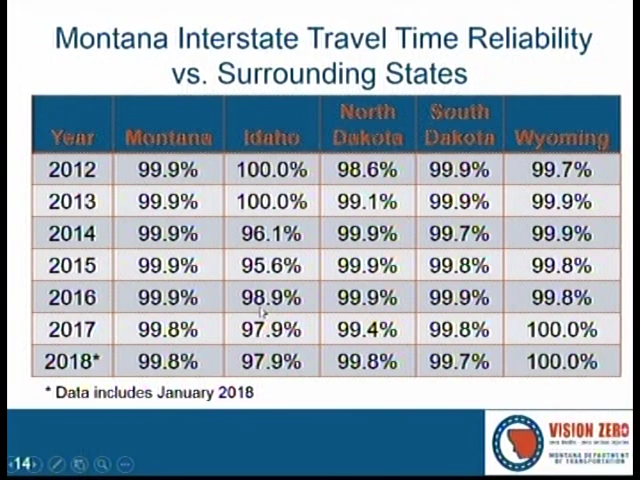 Montana Interstate Travel Time Reliability
vs. Surrounding States
Year Montana Idaho North Dakota South Dakota Wyoming
2012 99.9% 100.0% 98.6% 99.9% 99.7%
2013 99.9% 100.0% 99.1% 99.9% 99.9%
2014 99.9% 96.1% 99.9% 99.7% 99.9%
2015 99.9% 95.6% 99.9% 99.8% 99.8%
2016 99.9% 98.9% 99.9% 99.9% 99.8%
2017 99.8% 97.9% 99.4% 99.8% 100.0%
2018* 99.8% 97.9% 99.8% 99.7% 100.0%
* Data includes January 2018
14
VISION ZERO
zero deaths · zero serious injuries
MONTANA DEPARTMENT
OF TRANSPORTATION